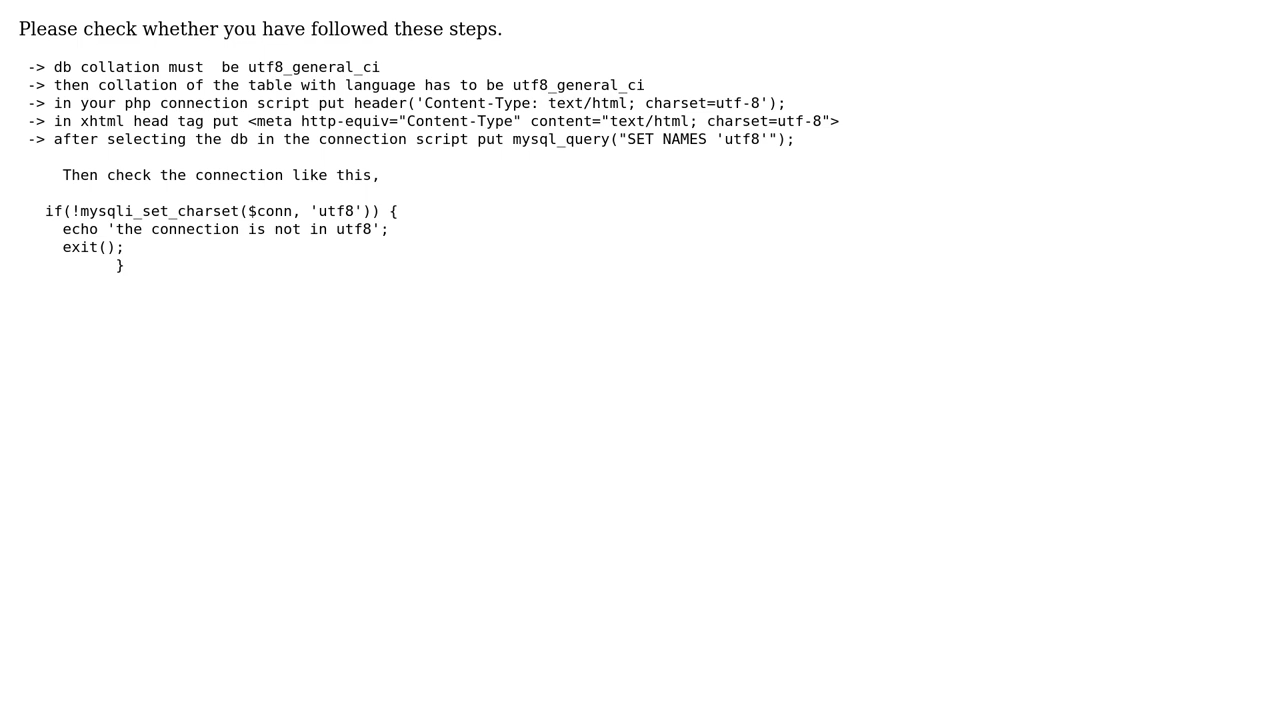 Please check whether you have followed these steps.
-> db collation must  be utf8_general_ci
-> then collation of the table with language has to be utf8_general_ci
-> in your php connection script put header('Content-Type: text/html; charset=utf-8');
-> in xhtml head tag put <meta http-equiv="Content-Type" content="text/html; charset=utf-8">
-> after selecting the db in the connection script put mysql_query("SET NAMES 'utf8'");
Then check the connection like this,
if(!mysqli_set_charset($conn, 'utf8')) {
echo 'the connection is not in utf8';
exit();
}